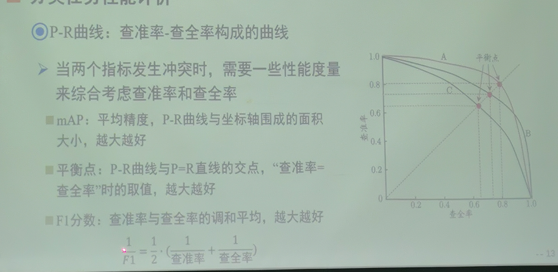 分类任务性能评价
P-R曲线：查准率-查全率构成的曲线
当两个指标发生冲突时，需要一些性能度量
来综合考虑查准率和查全率
mAP：平均精度，P-R曲线与坐标轴围成的面积
大小，越大越好
平衡点：P-R曲线与P=R直线的交点，“查准率=
查全率”时的取值，越大越好
F1分数：查准率与查全率的调和平均，越大越好
1/F1 = 1/2 · (1/查准率 + 1/查全率)
1.0
A
平衡点
0.8
C
0.6
查准率
B
0.4
0.2
0
0.2 0.4 0.6 0.8 1.0
查全率